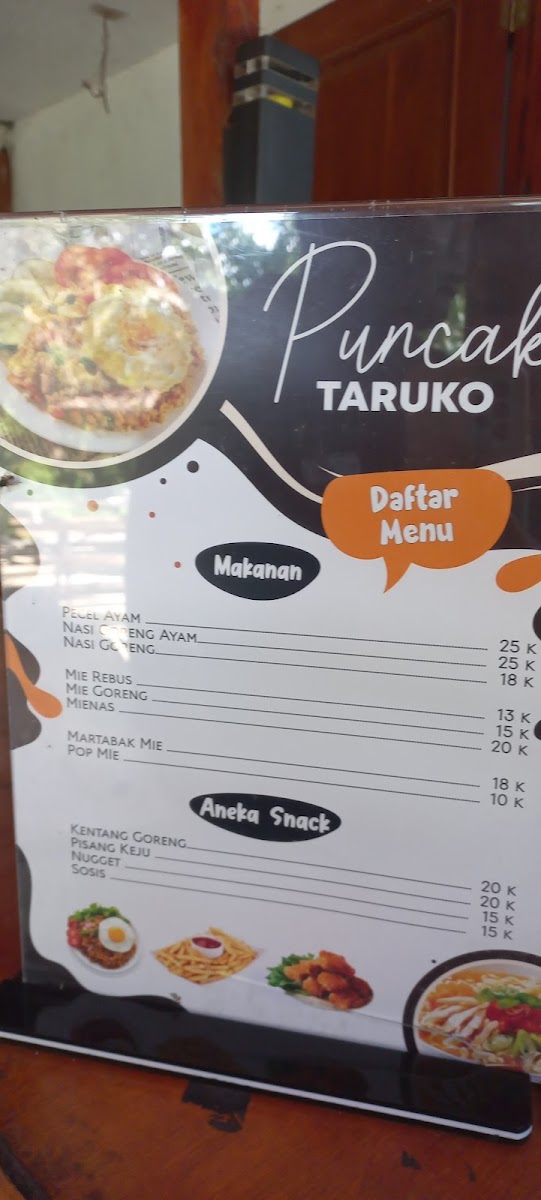 Puncak
TARUKO
Daftar
Menu
Makanan
PECEL AYAM 25 K
NASI GORENG AYAM 25 K
NASI GORENG 18 K
MIE REBUS 13 K
MIE GORENG 15 K
MIENAS 20 K
MARTABAK MIE 18 K
POP MIE 10 K
Aneka Snack
KENTANG GORENG 20 K
PISANG KEJU 20 K
NUGGET 15 K
SOSIS 15 K